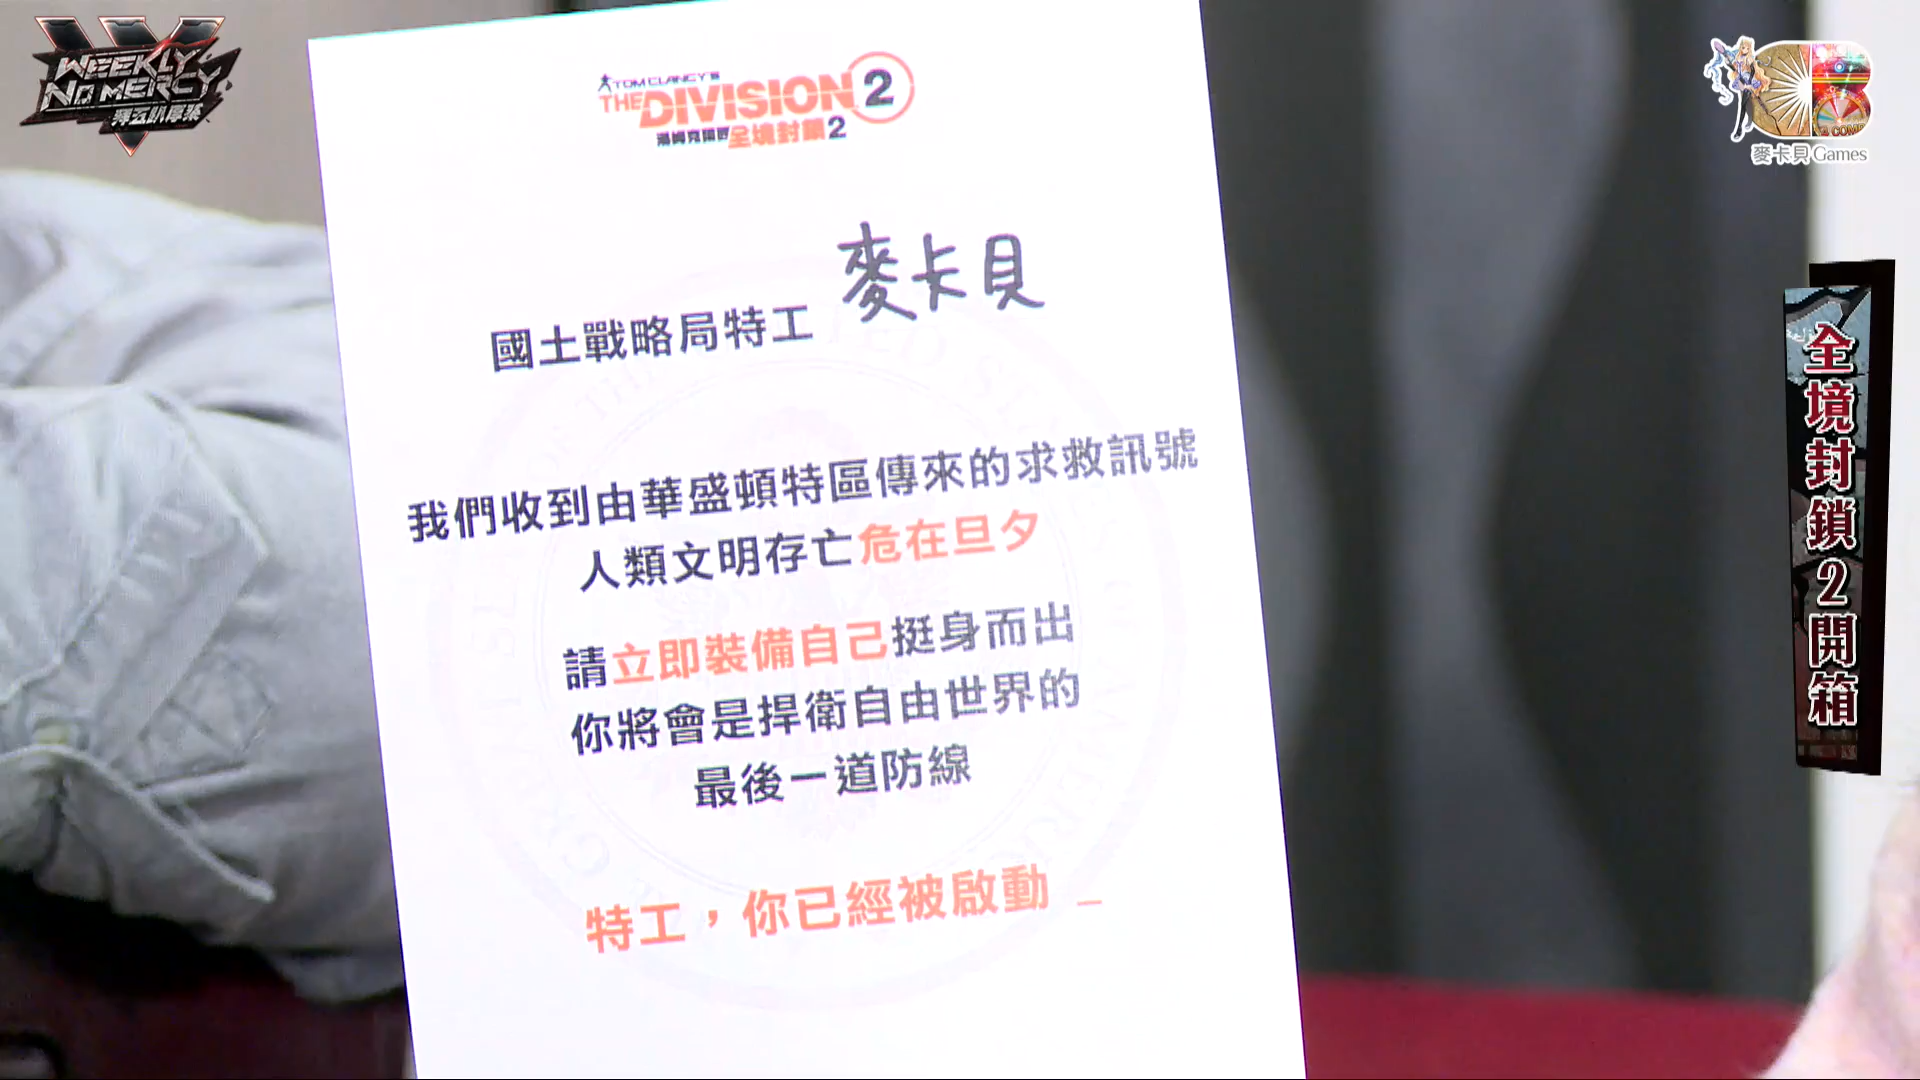 WEEKLY
NO MERCY
TOM CLANCY'S
THE DIVISION 2
湯姆克蘭西 全境封鎖2
麥卡貝Games
國土戰略局特工 麥卡貝
我們收到由華盛頓特區傳來的求救訊號
人類文明存亡危在旦夕
請立即裝備自己挺身而出
你將會是捍衛自由世界的
最後一道防線
特工，你已經被啟動 _
全境封鎖2開箱